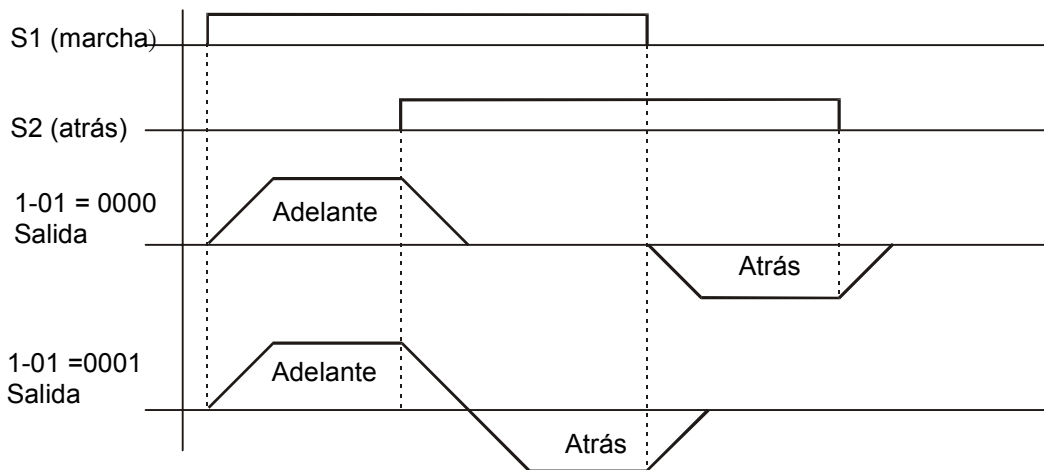 S1 (marcha)
S2 (atrás)
1-01 = 0000
Salida
Adelante
Atrás
1-01 =0001
Salida
Adelante
Atrás